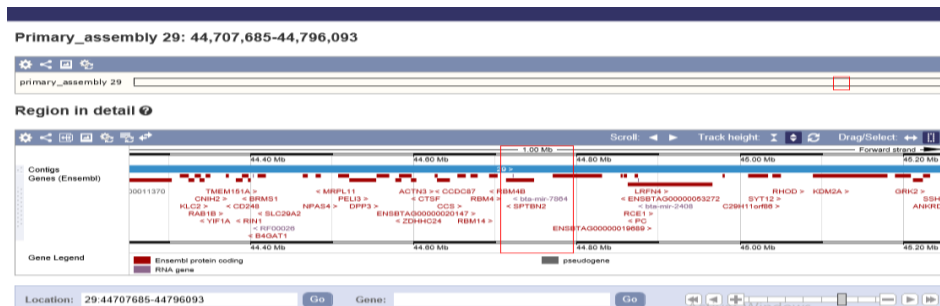 Primary_assembly 29: 44,707,685-44,796,093
primary_assembly 29
Region in detail
Scroll: Track height: Drag/Select:
1.00 Mb Forward strand
44.40 Mb 44.60 Mb 44.80 Mb 45.00 Mb 45.20 Mb
Contigs
Genes (Ensembl)
00011370 TMEM151A > < MRPL11 ACTN3 > < CCDC87 < RBM4B LRFN4 > RHOD > KDM2A > GRK2 >
CNIH2 > < BRMS1 PELI3 > < CTSF RBM4 > < bta-mir-7864 < ENSBTAG00000053272 SYT12 > SSH
KLC2 > < CD248 NPAS4 > DPP3 > CCS > < SPTBN2 < bta-mir-2408 C29H11orf86 > ANKRD
RAB1B > < SLC29A2 ENSBTAG00000020147 > RCE1 >
< YIF1A < RIN1 < ZDHHC24 RBM14 > < PC
< RF00026 ENSBTAG00000019689 >
< B4GAT1
44.40 Mb 44.60 Mb 44.80 Mb 45.00 Mb 45.20 Mb
Gene Legend
Ensembl protein coding pseudogene
RNA gene
Location: 29:44707685-44796093 Go Gene: Go